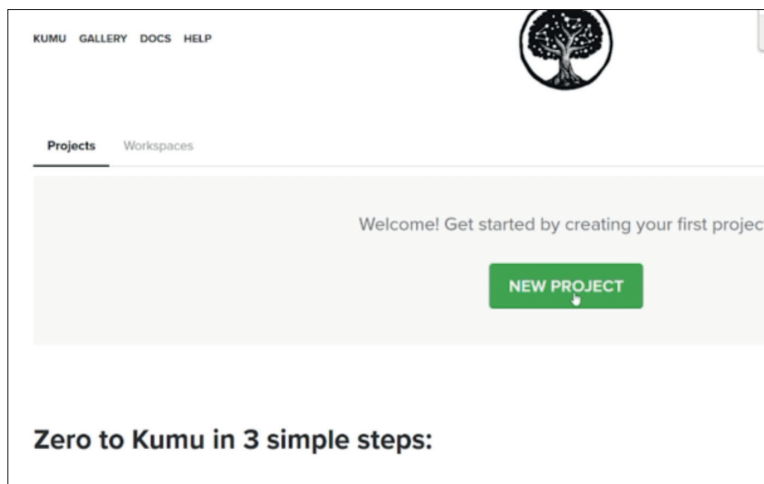 KUMU GALLERY DOCS HELP
Projects Workspaces
Welcome! Get started by creating your first projec
NEW PROJECT
Zero to Kumu in 3 simple steps: